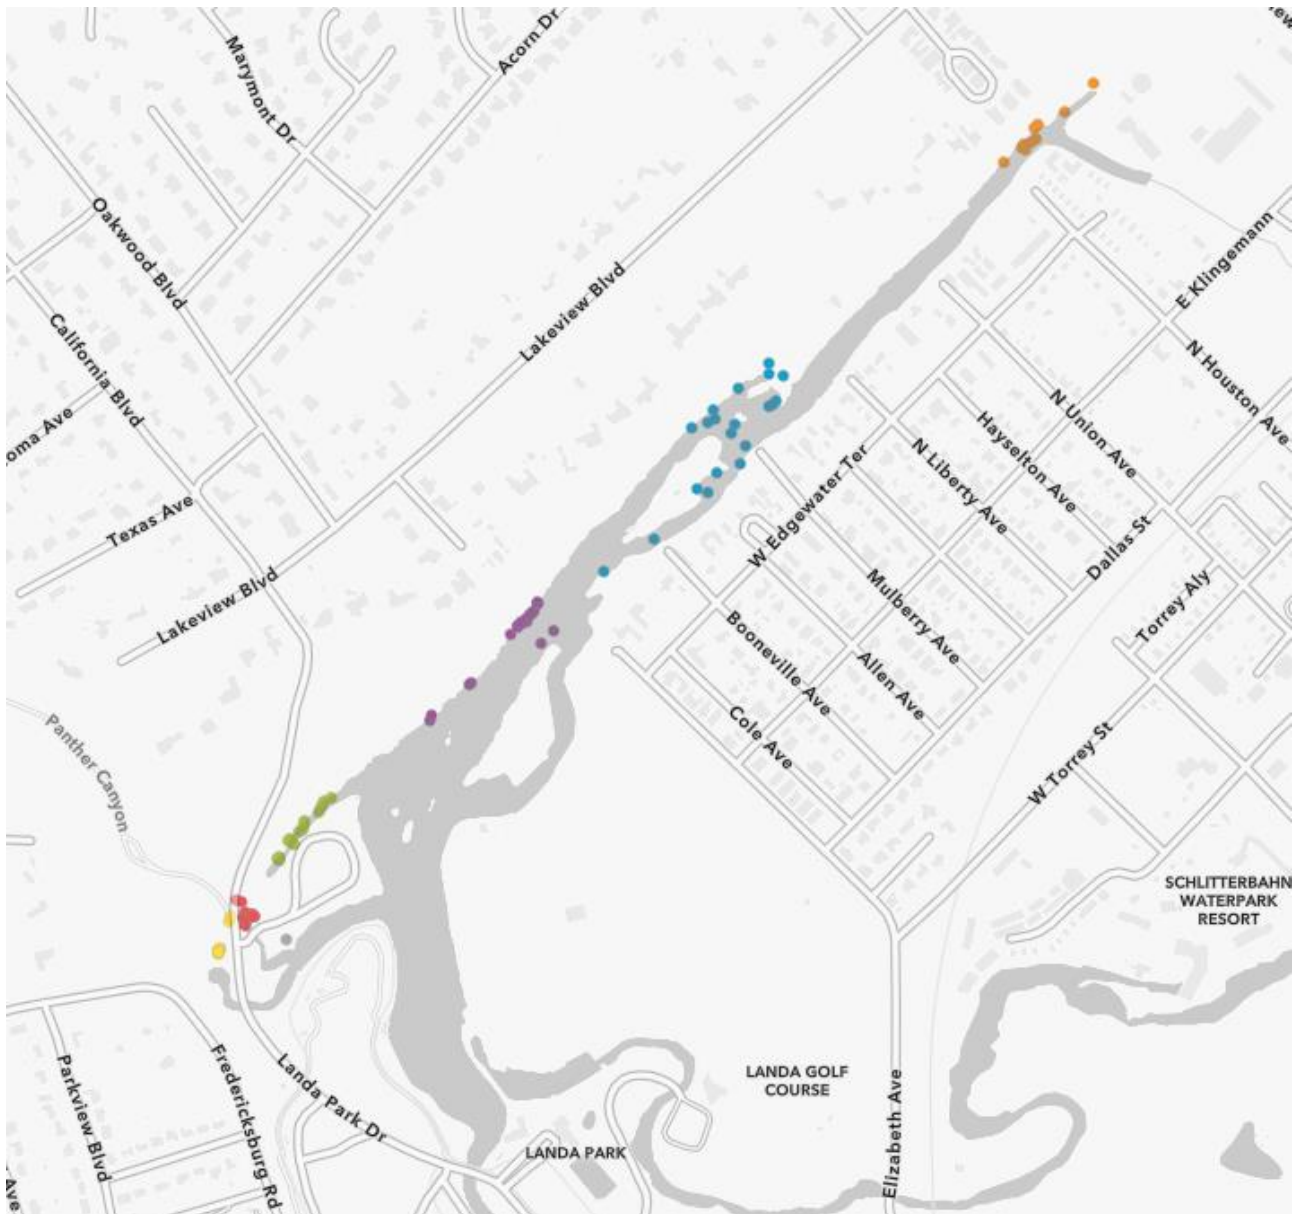 Marymont Dr
Acorn Dr
Oakwood Blvd
Lakeview Blvd
E Klingemann
California Blvd
N Houston Ave
oma Ave
N Union Ave
Hayselton Ave
N Liberty Ave
Texas Ave
W Edgewater Ter
Dallas St
Lakeview Blvd
Mulberry Ave
Torrey Aly
Booneville Ave
Allen Ave
Cole Ave
Panther Canyon
W Torrey St
SCHLITTERBAHN
WATERPARK
RESORT
Parkview Blvd
Fredericksburg Rd
Landa Park Dr
LANDA GOLF
COURSE
Elizabeth Ave
LANDA PARK
Ave